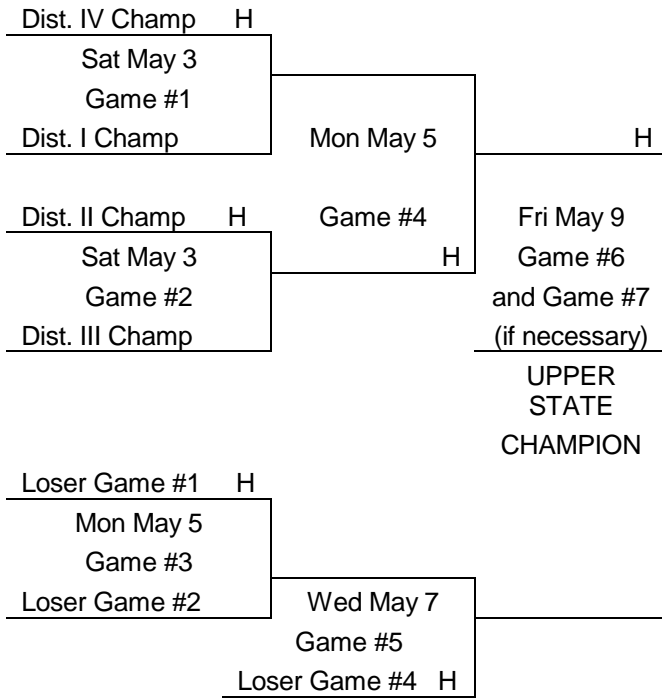 Dist. IV Champ H
Sat May 3
Game #1
Dist. I Champ
Mon May 5
H
Dist. II Champ H
Game #4
Fri May 9
Sat May 3
H
Game #6
Game #2
and Game #7
Dist. III Champ
(if necessary)
UPPER
STATE
CHAMPION
Loser Game #1 H
Mon May 5
Game #3
Loser Game #2
Wed May 7
Game #5
Loser Game #4 H